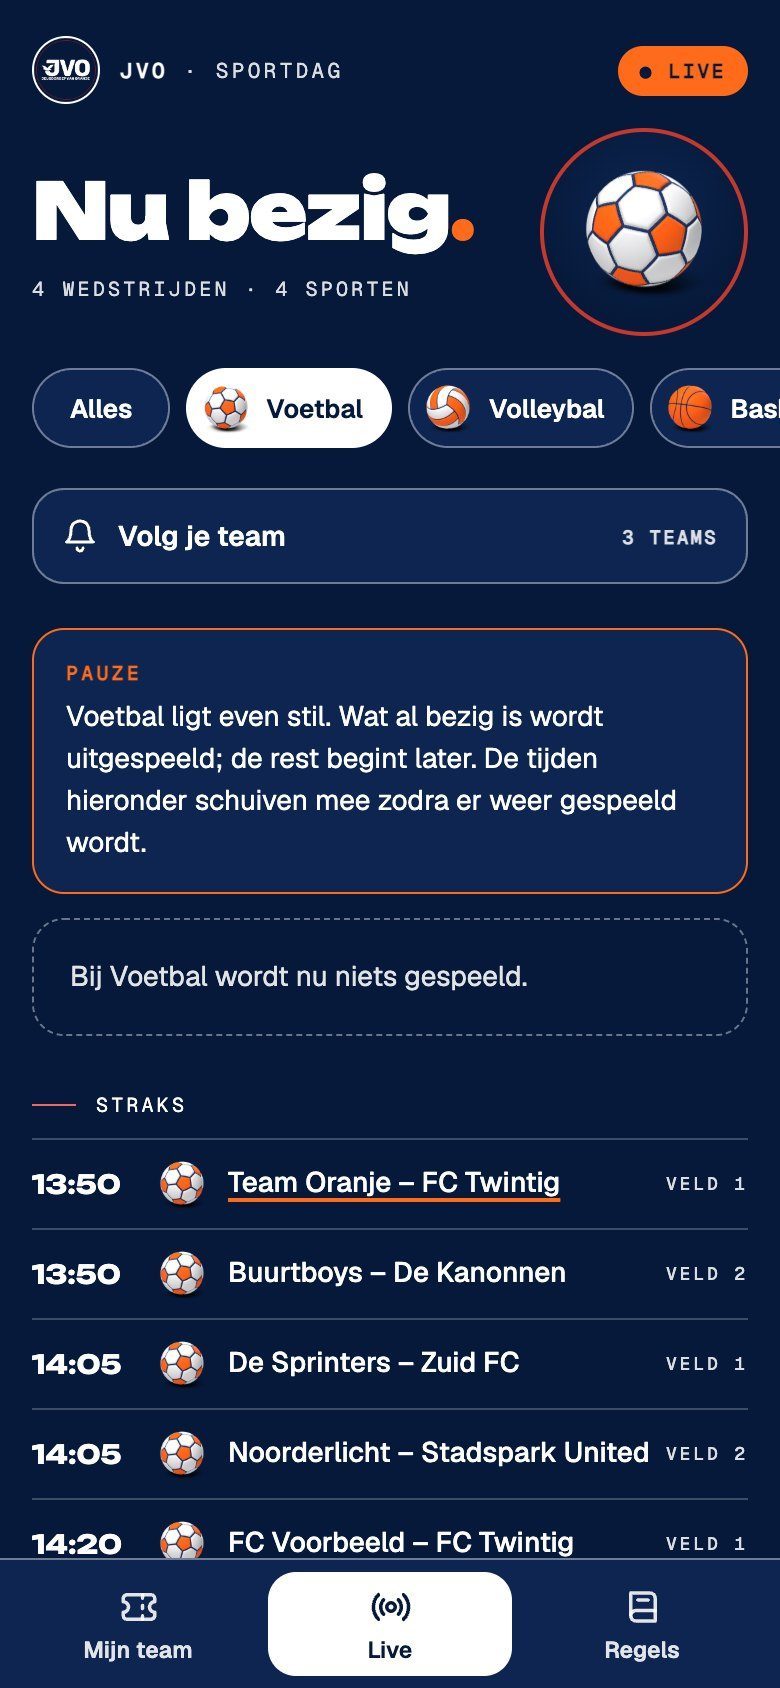 JVO
JVO · SPORTDAG
● LIVE
Nu bezig.
4 WEDSTRIJDEN · 4 SPORTEN
Alles
Voetbal
Volleybal
Volg je team
3 TEAMS
PAUZE
Voetbal ligt even stil. Wat al bezig is wordt
uitgespeeld; de rest begint later. De tijden
hieronder schuiven mee zodra er weer gespeeld
wordt.
Bij Voetbal wordt nu niets gespeeld.
STRAKS
13:50 Team Oranje – FC Twintig VELD 1
13:50 Buurtboys – De Kanonnen VELD 2
14:05 De Sprinters – Zuid FC VELD 1
14:05 Noorderlicht – Stadspark United VELD 2
14:20 FC Voorbeeld – FC Twintig VELD 1
Mijn team
Live
Regels